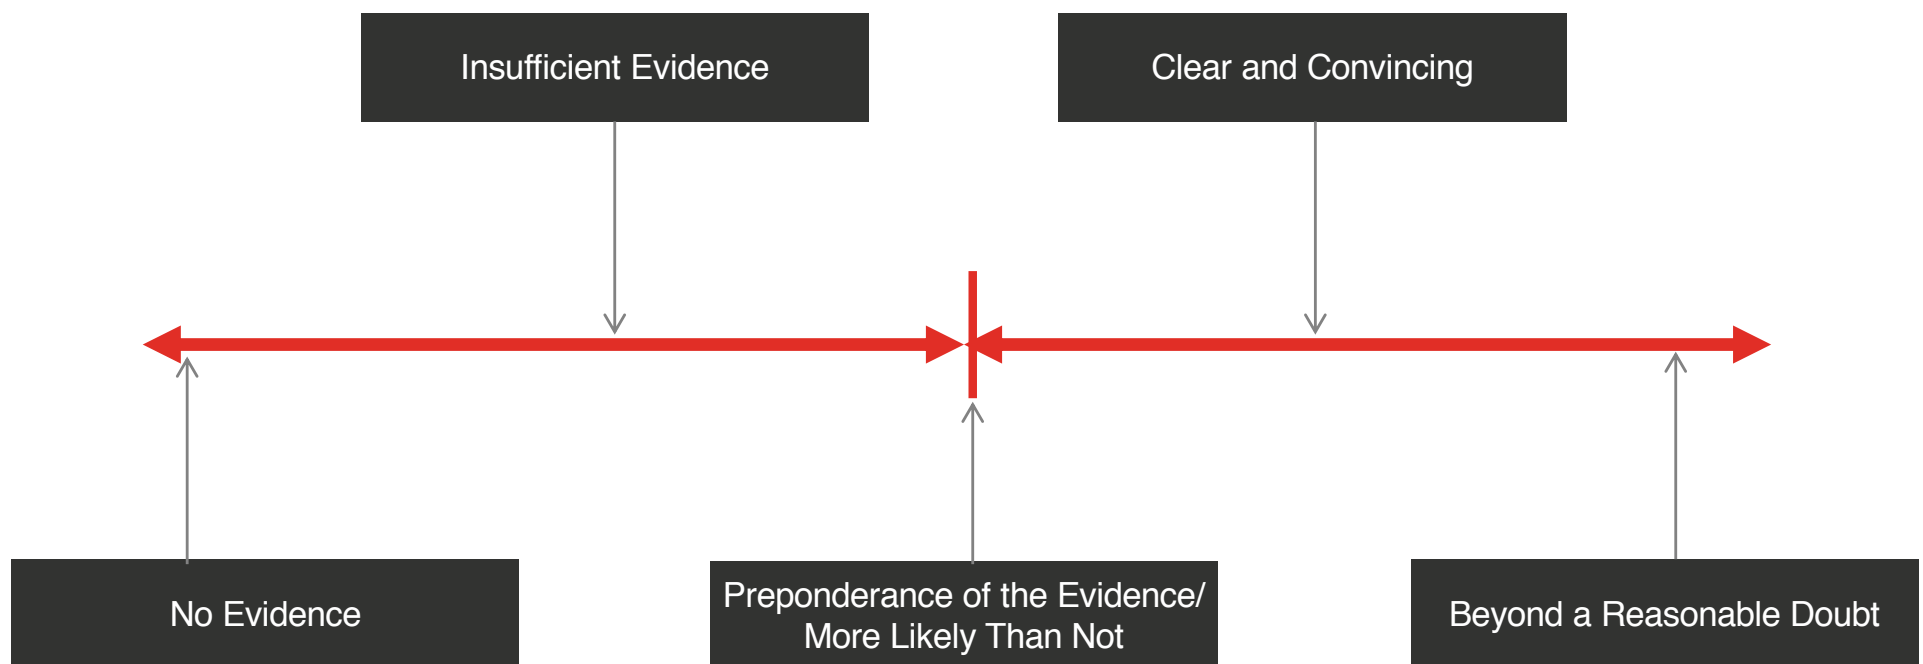 Insufficient Evidence
Clear and Convincing
No Evidence
Preponderance of the Evidence/
More Likely Than Not
Beyond a Reasonable Doubt